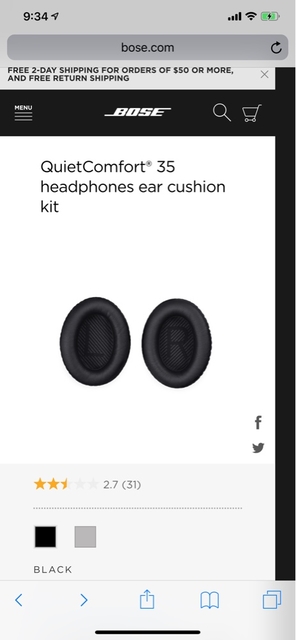 9:34
bose.com
FREE 2-DAY SHIPPING FOR ORDERS OF $50 OR MORE,
AND FREE RETURN SHIPPING
MENU
BOSE
QuietComfort® 35
headphones ear cushion
kit
L R
f
2.7 (31)
BLACK